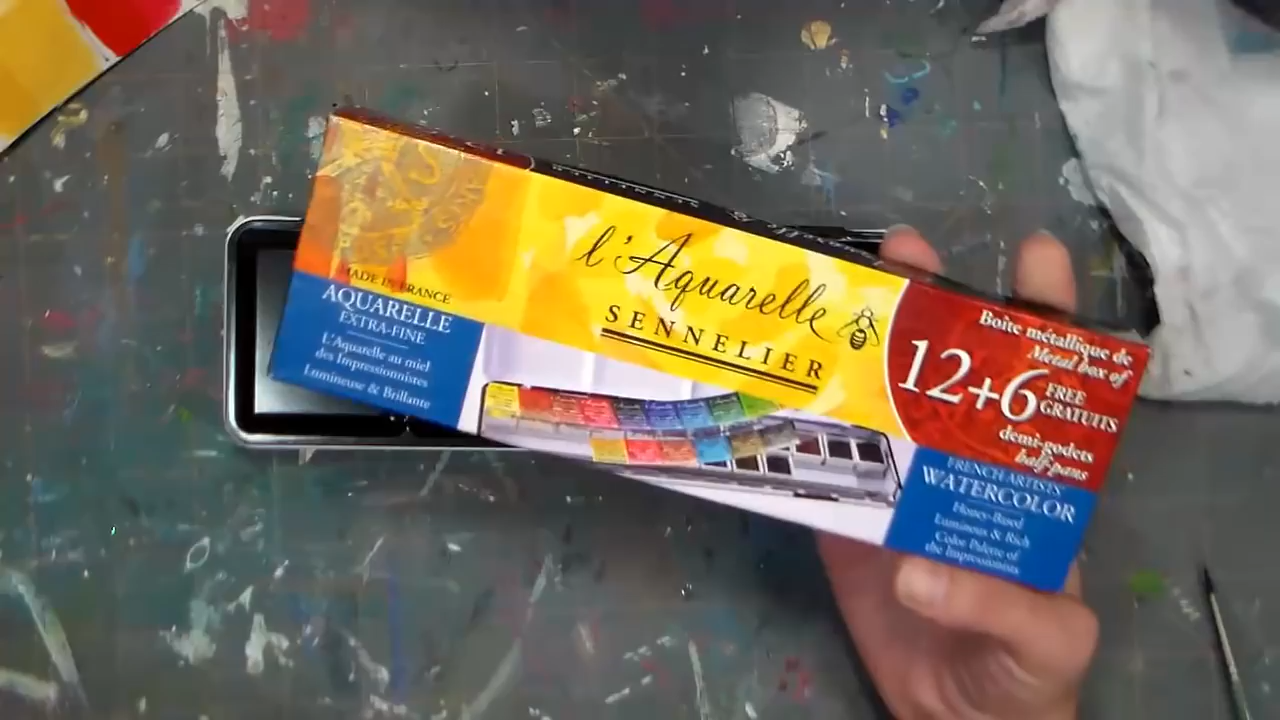 MADE IN FRANCE
AQUARELLE
EXTRA-FINE
L'Aquarelle au miel
des Impressionnistes
Lumineuse & Brillante
l'Aquarelle
SENNELIER
Boîte métallique de
Metal box of
12+6 FREE
GRATUITS
demi-godets
half-pans
FRENCH ARTISTS'
WATERCOLOR
Honey-Based
Luminous & Rich
Color Palette of
the Impressionists